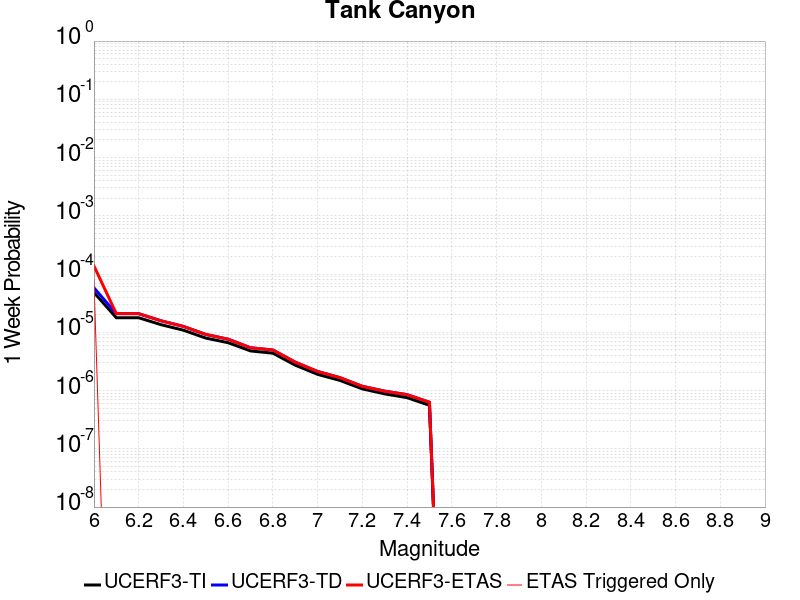 Tank Canyon
10 0
10 -1
10 -2
10 -3
10 -4
10 -5
10 -6
10 -7
10 -8
1 Week Probability
6 6.2 6.4 6.6 6.8 7 7.2 7.4 7.6 7.8 8 8.2 8.4 8.6 8.8 9
Magnitude
UCERF3-TI UCERF3-TD UCERF3-ETAS ETAS Triggered Only